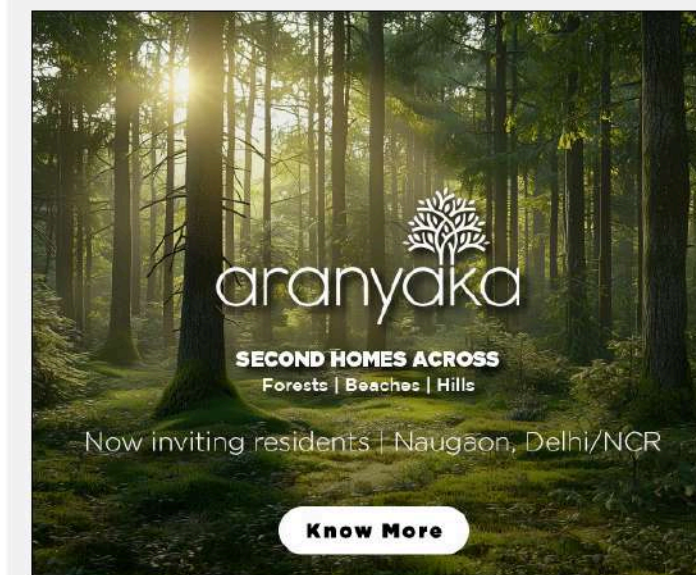 aranyaka
SECOND HOMES ACROSS
Forests | Beaches | Hills
Now inviting residents | Naugaon, Delhi/NCR
Know More